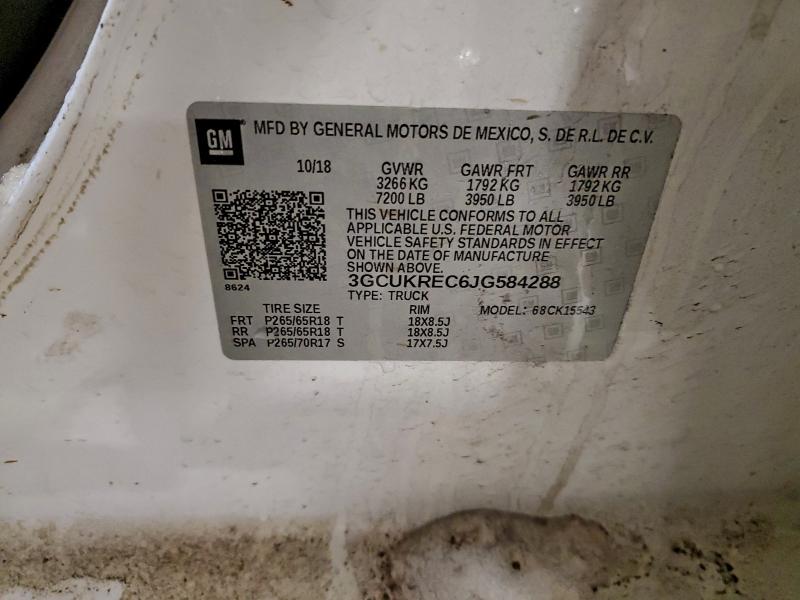 GM MFD BY GENERAL MOTORS DE MEXICO, S. DE R.L. DE C.V.
10/18 GVWR GAWR FRT GAWR RR
3266 KG 1792 KG 1792 KG
7200 LB 3950 LB 3950 LB
THIS VEHICLE CONFORMS TO ALL
APPLICABLE U.S. FEDERAL MOTOR
VEHICLE SAFETY STANDARDS IN EFFECT
ON THE DATE OF MANUFACTURE
SHOWN ABOVE.
3GCUKREC6JG584288
8624
TYPE: TRUCK
TIRE SIZE RIM MODEL: 68CK15543
FRT P265/65R18 T 18X8.5J
RR P265/65R18 T 18X8.5J
SPA P265/70R17 S 17X7.5J